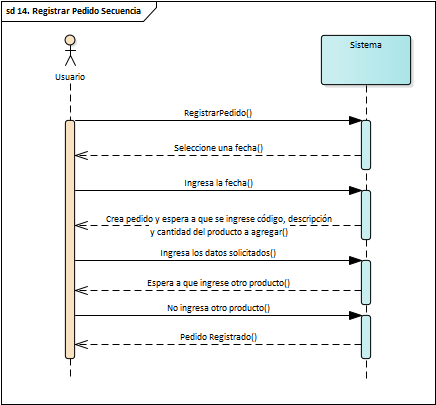 sd 14. Registrar Pedido Secuencia
Usuario
Sistema
RegistrarPedido()
Seleccione una fecha()
Ingresa la fecha()
Crea pedido y espera a que se ingrese código, descripción
y cantidad del producto a agregar()
Ingresa los datos solicitados()
Espera a que ingrese otro producto()
No ingresa otro producto()
Pedido Registrado()